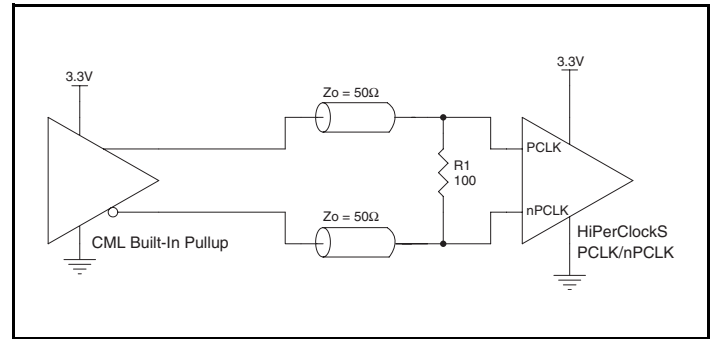 3.3V
3.3V
Zo = 50Ω
PCLK
R1
100
nPCLK
Zo = 50Ω
HiPerClockS
PCLK/nPCLK
CML Built-In Pullup